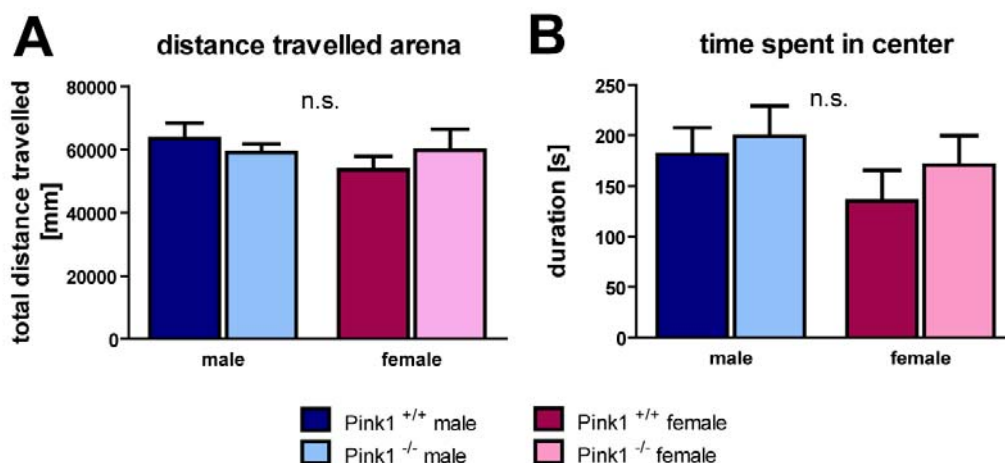 A
distance travelled arena
total distance travelled
[mm]
80000
60000
40000
20000
0
n.s.
male
female
B
time spent in center
duration [s]
250
200
150
100
50
0
n.s.
male
female
Pink1 +/+ male
Pink1 +/+ female
Pink1 -/- male
Pink1 -/- female